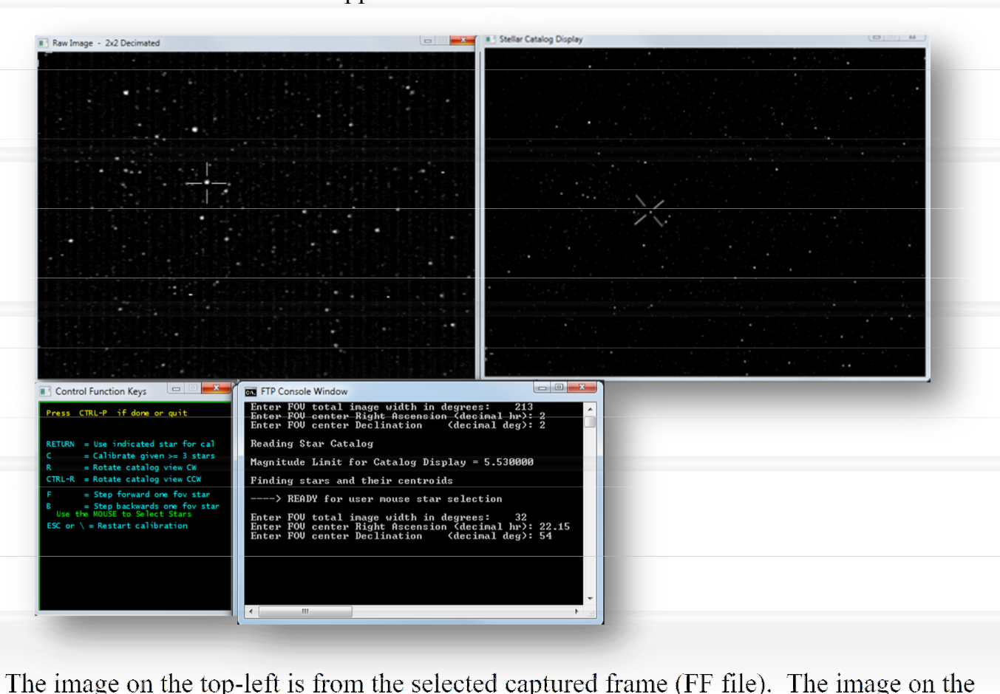 Raw Image - 2x2 Decimated
Stellar Catalog Display
Control Function Keys
Press CTRL-P if done or quit
RETURN = Use indicated star for cal
C = Calibrate given >= 3 stars
R = Rotate catalog view CW
CTRL-R = Rotate catalog view CCW
F = Step forward one fov star
B = Step backwards one fov star
Use the MOUSE to Select Stars
ESC or \ = Restart calibration
FTP Console Window
Enter FOV total image width in degrees: 213
Enter FOV center Right Ascension (decimal hr): 2
Enter FOV center Declination (decimal deg): 2
Reading Star Catalog
Magnitude Limit for Catalog Display = 5.530000
Finding stars and their centroids
----> READY for user mouse star selection
Enter FOV total image width in degrees: 32
Enter FOV center Right Ascension (decimal hr): 22.15
Enter FOV center Declination (decimal deg): 54
The image on the top-left is from the selected captured frame (FF file). The image on the